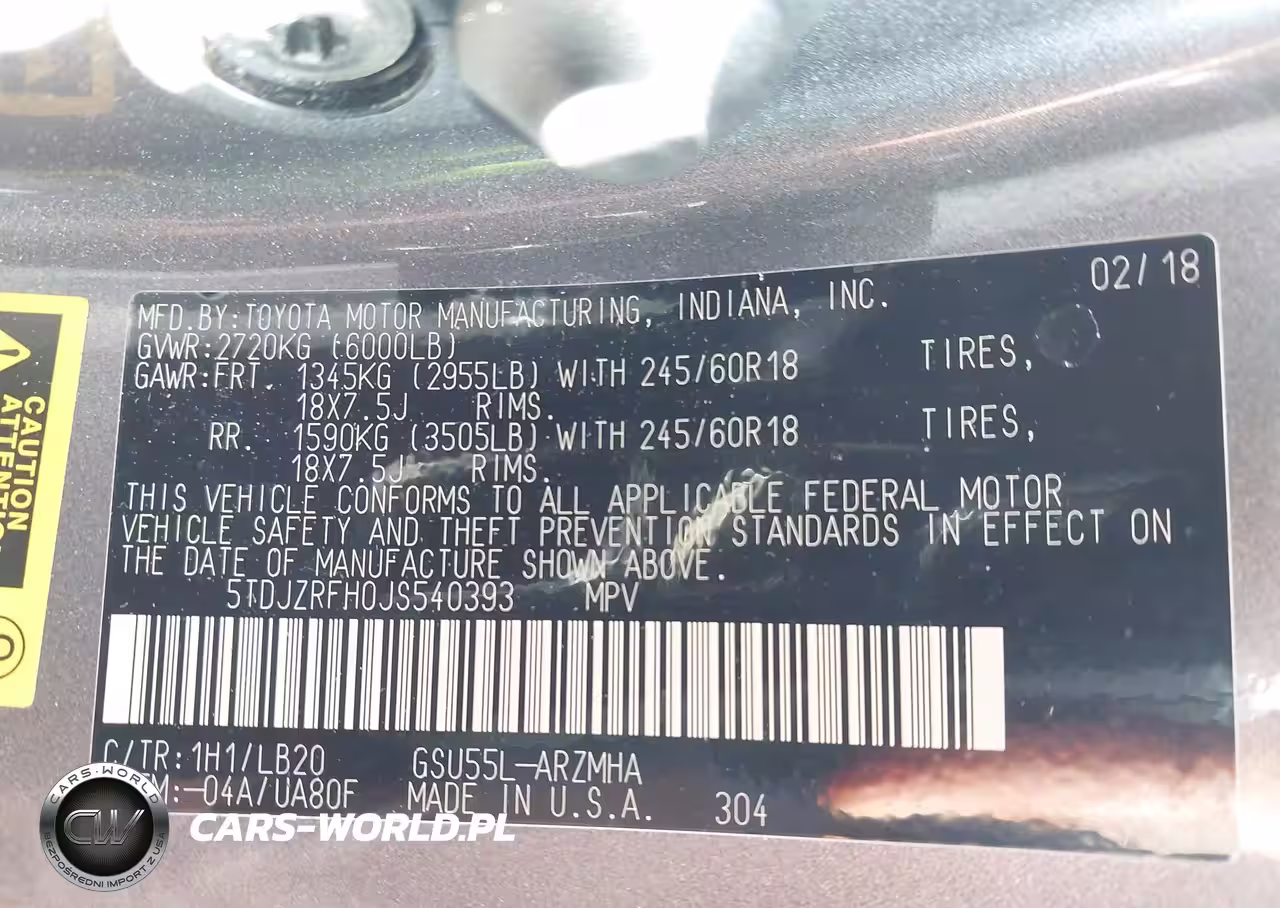 02/18
MFD.BY:TOYOTA MOTOR MANUFACTURING, INDIANA, INC.
GVWR:2720KG (6000LB)
GAWR:FRT. 1345KG (2955LB) WITH 245/60R18 TIRES,
18X7.5J RIMS.
RR. 1590KG (3505LB) WITH 245/60R18 TIRES,
18X7.5J RIMS.
THIS VEHICLE CONFORMS TO ALL APPLICABLE FEDERAL MOTOR
VEHICLE SAFETY AND THEFT PREVENTION STANDARDS IN EFFECT ON
THE DATE OF MANUFACTURE SHOWN ABOVE.
5TDJZRFH0JS540393 MPV
C/TR:1H1/LB20 GSU55L-ARZMHA
-04A/UA80F MADE IN U.S.A. 304
CAUTION
CARS-WORLD
CW
BEZPOŚREDNI IMPORT Z USA
CARS-WORLD.PL